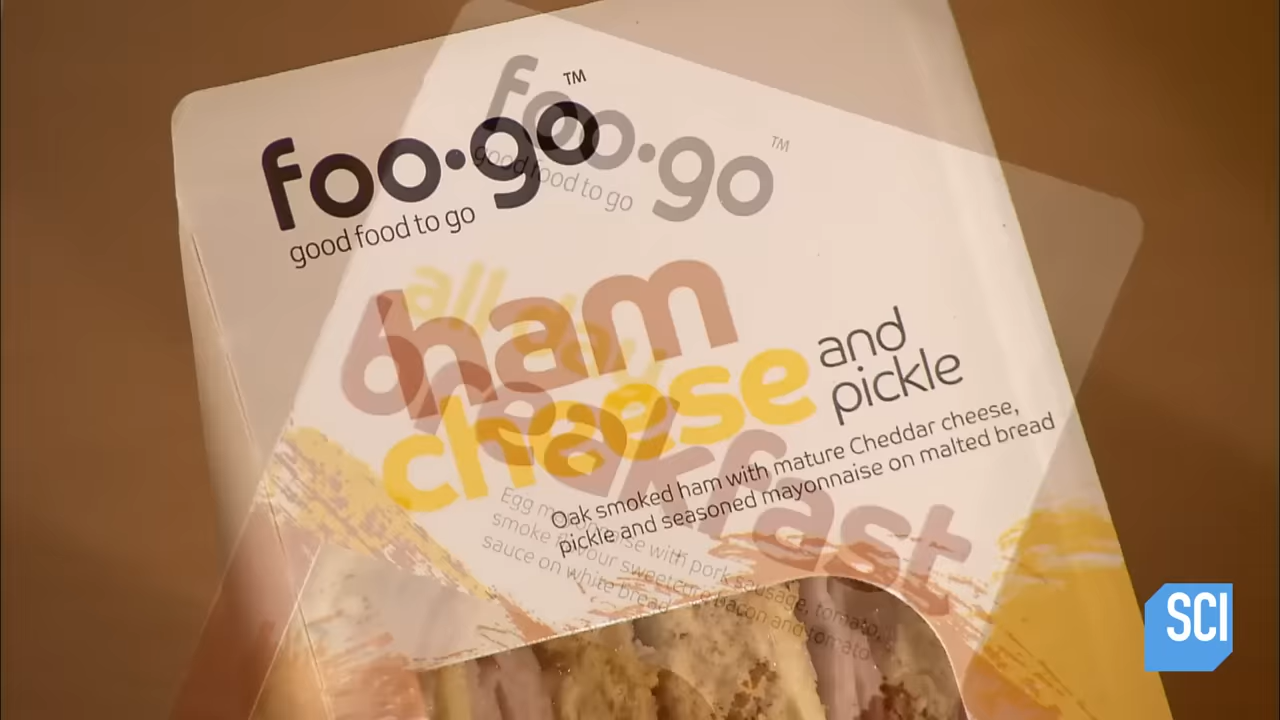 foo·go™
good food to go
ham
cheese
and
pickle
Oak smoked ham with mature Cheddar cheese,
pickle and seasoned mayonnaise on malted bread
foo·go™
good food to go
all day
breakfast
Egg mayonnaise with pork sausage, tomato,
smoke flavour sweetcure bacon and tomato
sauce on white bread
SCI